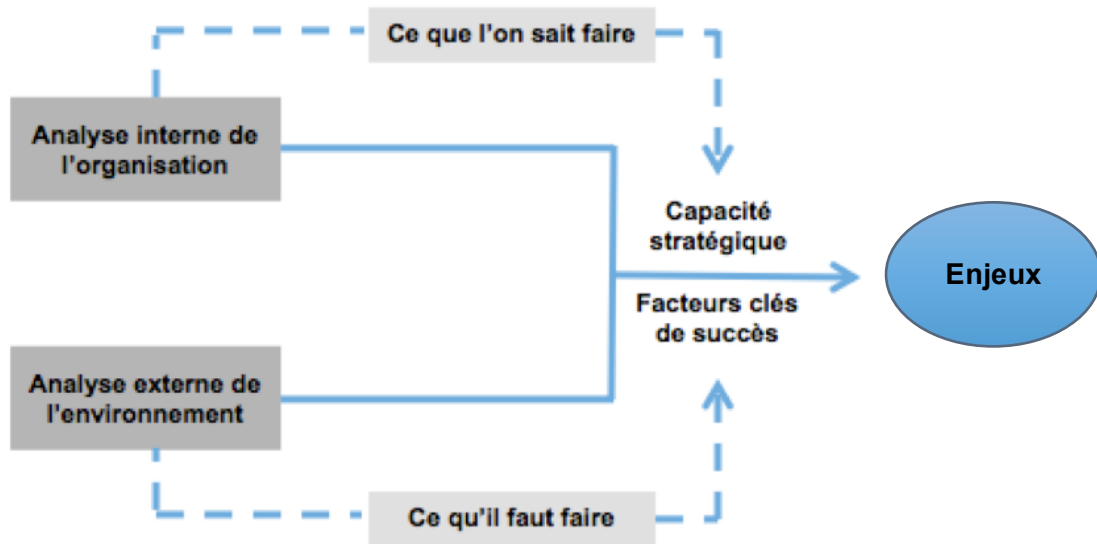 Ce que l'on sait faire
Analyse interne de
l'organisation
Capacité
stratégique
Enjeux
Facteurs clés
de succès
Analyse externe de
l'environnement
Ce qu'il faut faire